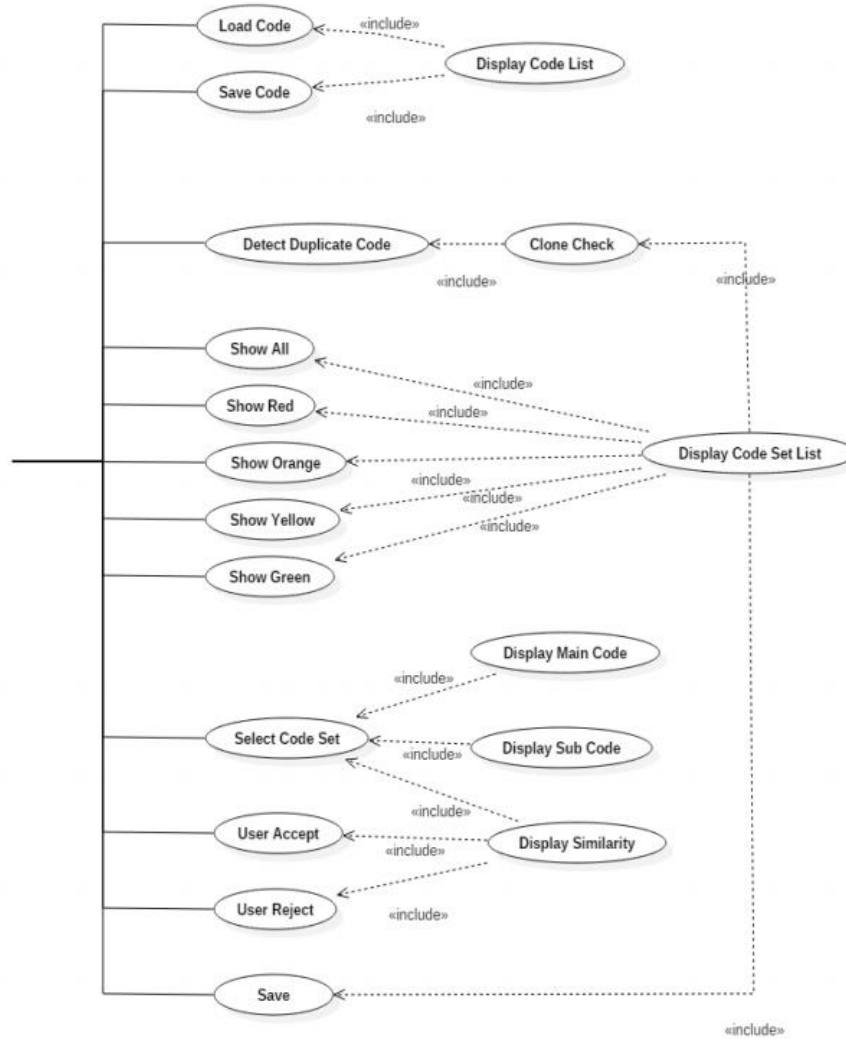 Load Code
«include»
Display Code List
Save Code
«include»
Detect Duplicate Code
Clone Check
«include»
«include»
Show All
«include»
Show Red
«include»
Show Orange
Display Code Set List
«include»
Show Yellow
«include»
«include»
Show Green
Display Main Code
«include»
Select Code Set
Display Sub Code
«include»
«include»
User Accept
Display Similarity
«include»
User Reject
«include»
Save
«include»